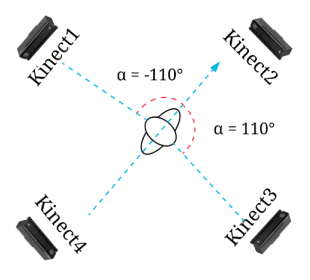 Kinect1
Kinect2
α = -110°
α = 110°
Kinect4
Kinect3